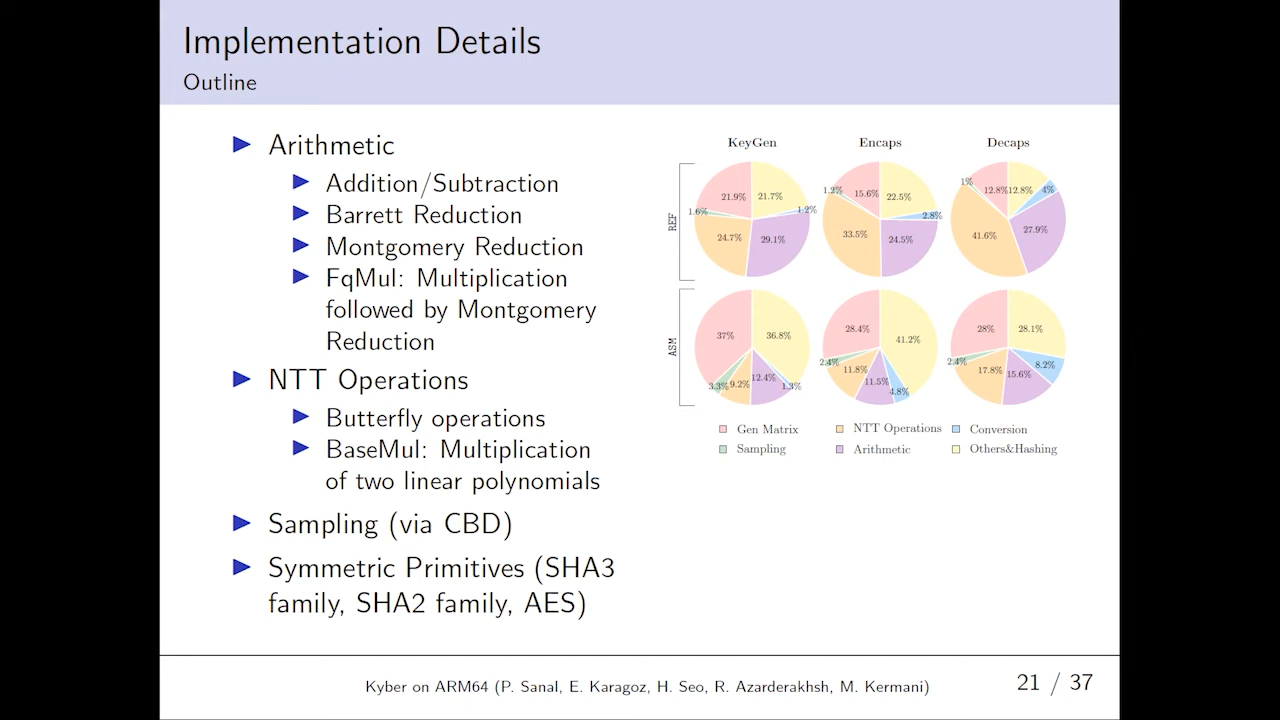 Implementation Details
Outline
Arithmetic
Addition/Subtraction
Barrett Reduction
Montgomery Reduction
FqMul: Multiplication
followed by Montgomery
Reduction
NTT Operations
Butterfly operations
BaseMul: Multiplication
of two linear polynomials
Sampling (via CBD)
Symmetric Primitives (SHA3
family, SHA2 family, AES)
KeyGen Encaps Decaps
REF
21.9% 21.7% 1.6% 1.2% 24.7% 29.1%
1.2% 15.6% 22.5% 2.8% 33.5% 24.5%
1% 12.8% 12.8% 4% 41.6% 27.9%
ASM
37% 36.8% 3.3% 9.2% 12.4% 1.3%
28.4% 41.2% 2.4% 11.8% 11.5% 4.8%
28% 28.1% 2.4% 17.8% 15.6% 8.2%
Gen Matrix NTT Operations Conversion
Sampling Arithmetic Others&Hashing
Kyber on ARM64 (P. Sanal, E. Karagoz, H. Seo, R. Azarderakhsh, M. Kermani)
21 / 37